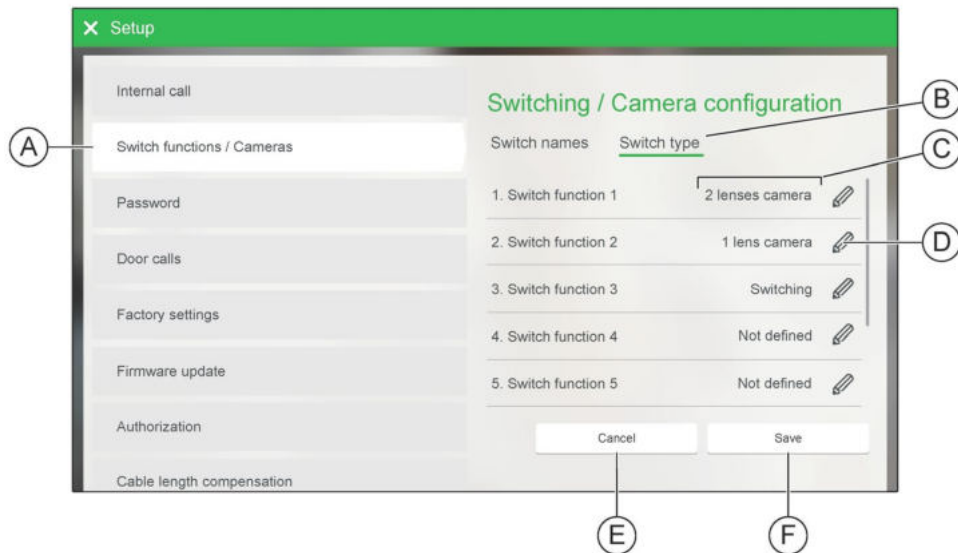 X Setup
Internal call
Switch functions / Cameras
Password
Door calls
Factory settings
Firmware update
Authorization
Cable length compensation
Switching / Camera configuration
Switch names Switch type
1. Switch function 1 2 lenses camera
2. Switch function 2 1 lens camera
3. Switch function 3 Switching
4. Switch function 4 Not defined
5. Switch function 5 Not defined
Cancel Save
A
B
C
D
E
F